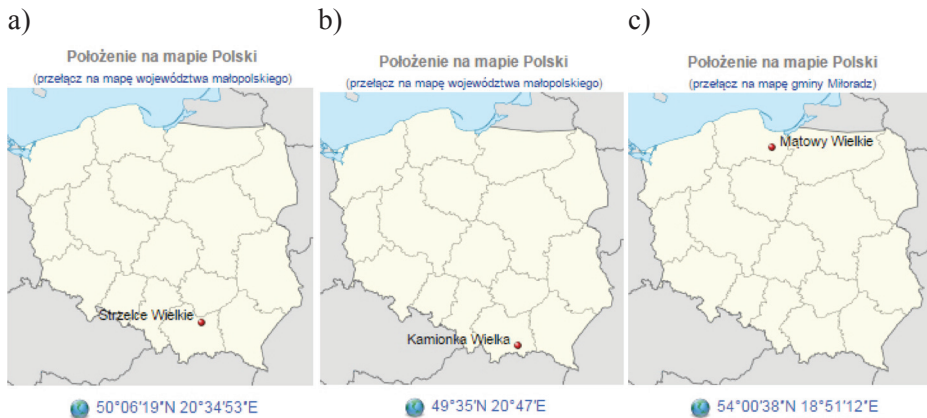 a)
Położenie na mapie Polski
(przełącz na mapę województwa małopolskiego)
Strzelce Wielkie
50°06'19"N 20°34'53"E
b)
Położenie na mapie Polski
(przełącz na mapę województwa małopolskiego)
Kamionka Wielka
49°35'N 20°47'E
c)
Położenie na mapie Polski
(przełącz na mapę gminy Miłoradz)
Mątowy Wielkie
54°00'38"N 18°51'12"E